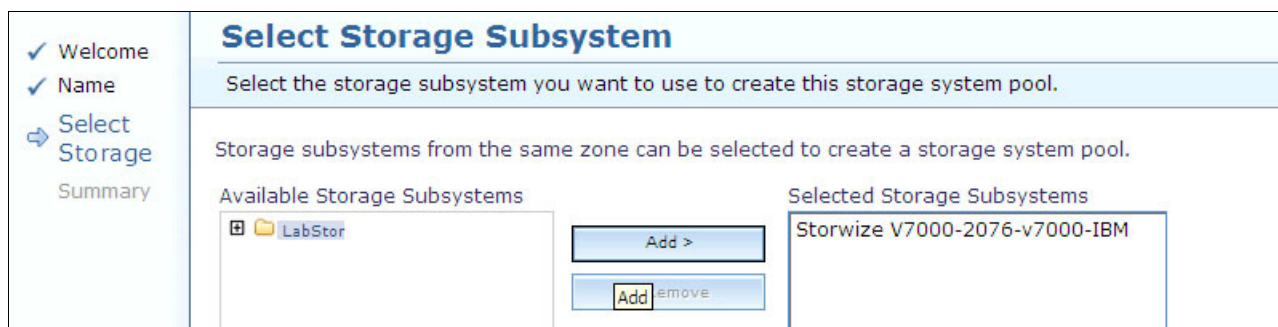 Welcome
Name
Select
Storage
Summary
Select Storage Subsystem
Select the storage subsystem you want to use to create this storage system pool.
Storage subsystems from the same zone can be selected to create a storage system pool.
Available Storage Subsystems
LabStor
Add >
Add
emove
Selected Storage Subsystems
Storwize V7000-2076-v7000-IBM